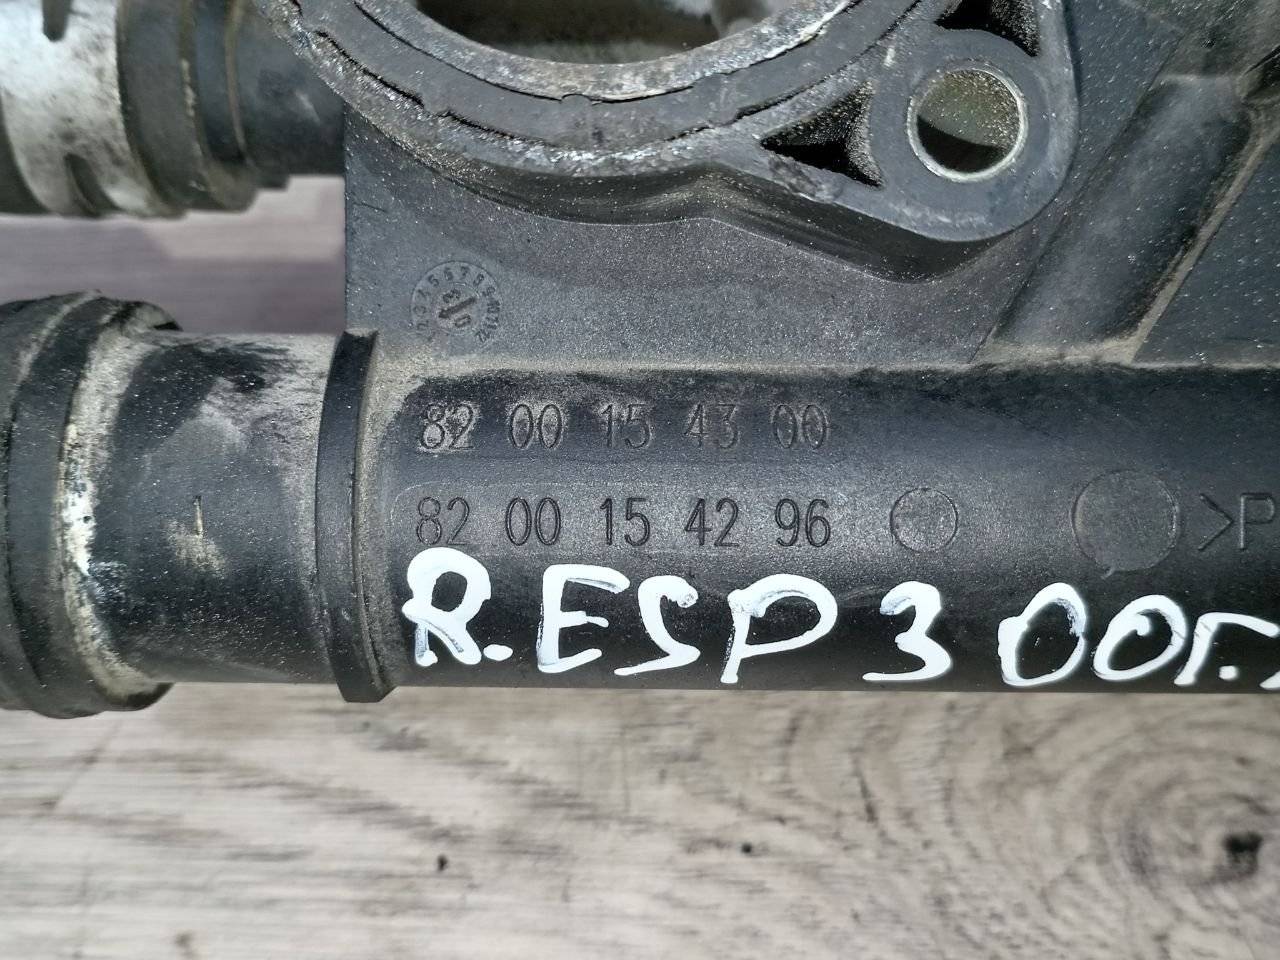 82 00 15 43 00
82 00 15 42 96 >P
R.ESP 3 00г.